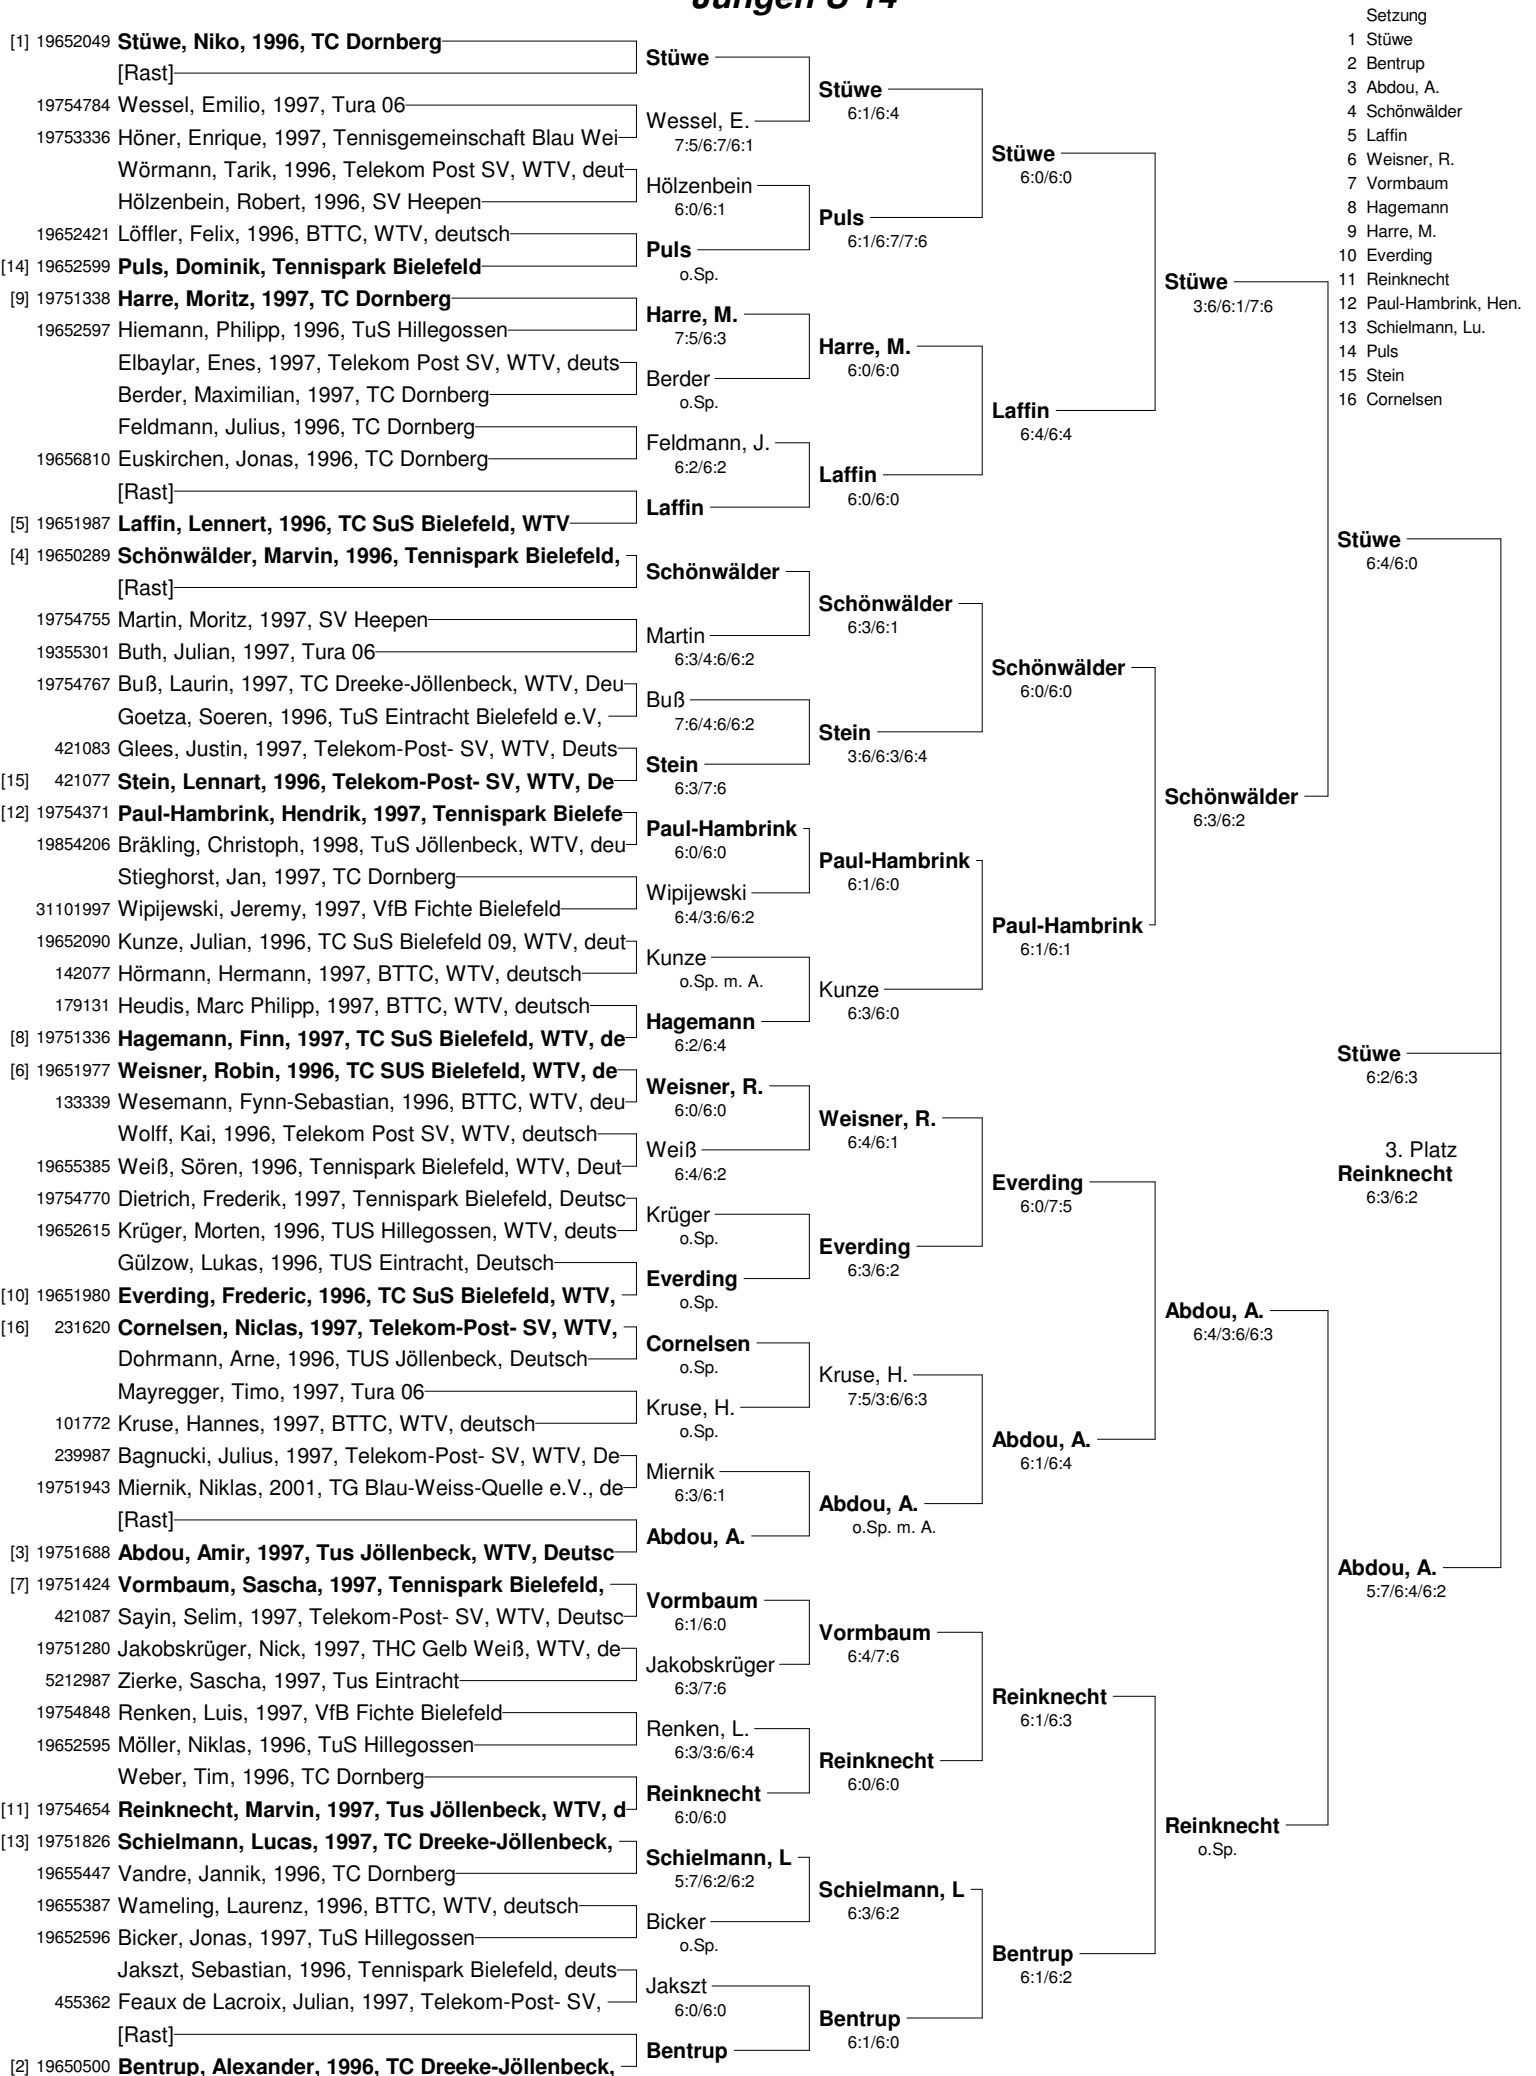 Jungen U 14
Setzung
1 Stüwe
2 Bentrup
3 Abdou, A.
4 Schönwälder
5 Laffin
6 Weisner, R.
7 Vormbaum
8 Hagemann
9 Harre, M.
10 Everding
11 Reinknecht
12 Paul-Hambrink, Hen.
13 Schielmann, Lu.
14 Puls
15 Stein
16 Cornelsen
[1] 19652049 Stüwe, Niko, 1996, TC Dornberg
[Rast]
19754784 Wessel, Emilio, 1997, Tura 06
19753336 Höner, Enrique, 1997, Tennisgemeinschaft Blau Wei
Wörmann, Tarik, 1996, Telekom Post SV, WTV, deut
Hölzenbein, Robert, 1996, SV Heepen
19652421 Löffler, Felix, 1996, BTTC, WTV, deutsch
[14] 19652599 Puls, Dominik, Tennispark Bielefeld
[9] 19751338 Harre, Moritz, 1997, TC Dornberg
19652597 Hiemann, Philipp, 1996, TuS Hillegossen
Elbaylar, Enes, 1997, Telekom Post SV, WTV, deuts
Berder, Maximilian, 1997, TC Dornberg
Feldmann, Julius, 1996, TC Dornberg
19656810 Euskirchen, Jonas, 1996, TC Dornberg
[Rast]
[5] 19651987 Laffin, Lennert, 1996, TC SuS Bielefeld, WTV
[4] 19650289 Schönwälder, Marvin, 1996, Tennispark Bielefeld,
[Rast]
19754755 Martin, Moritz, 1997, SV Heepen
19355301 Buth, Julian, 1997, Tura 06
19754767 Buß, Laurin, 1997, TC Dreeke-Jöllenbeck, WTV, Deu
Goetza, Soeren, 1996, TuS Eintracht Bielefeld e.V,
421083 Glees, Justin, 1997, Telekom-Post- SV, WTV, Deuts
[15] 421077 Stein, Lennart, 1996, Telekom-Post- SV, WTV, De
[12] 19754371 Paul-Hambrink, Hendrik, 1997, Tennispark Bielefe
19854206 Bräkling, Christoph, 1998, TuS Jöllenbeck, WTV, deu
Stieghorst, Jan, 1997, TC Dornberg
31101997 Wipijewski, Jeremy, 1997, VfB Fichte Bielefeld
19652090 Kunze, Julian, 1996, TC SuS Bielefeld 09, WTV, deut
142077 Hörmann, Hermann, 1997, BTTC, WTV, deutsch
179131 Heudis, Marc Philipp, 1997, BTTC, WTV, deutsch
[8] 19751336 Hagemann, Finn, 1997, TC SuS Bielefeld, WTV, de
[6] 19651977 Weisner, Robin, 1996, TC SUS Bielefeld, WTV, de
133339 Wesemann, Fynn-Sebastian, 1996, BTTC, WTV, deu
Wolff, Kai, 1996, Telekom Post SV, WTV, deutsch
19655385 Weiß, Sören, 1996, Tennispark Bielefeld, WTV, Deut
19754770 Dietrich, Frederik, 1997, Tennispark Bielefeld, Deutsc
19652615 Krüger, Morten, 1996, TUS Hillegossen, WTV, deuts
Gülzow, Lukas, 1996, TUS Eintracht, Deutsch
[10] 19651980 Everding, Frederic, 1996, TC SuS Bielefeld, WTV,
[16] 231620 Cornelsen, Niclas, 1997, Telekom-Post- SV, WTV,
Dohrmann, Arne, 1996, TUS Jöllenbeck, Deutsch
Mayregger, Timo, 1997, Tura 06
101772 Kruse, Hannes, 1997, BTTC, WTV, deutsch
239987 Bagnucki, Julius, 1997, Telekom-Post- SV, WTV, De
19751943 Miernik, Niklas, 2001, TG Blau-Weiss-Quelle e.V., de
[Rast]
[3] 19751688 Abdou, Amir, 1997, Tus Jöllenbeck, WTV, Deutsc
[7] 19751424 Vormbaum, Sascha, 1997, Tennispark Bielefeld,
421087 Sayin, Selim, 1997, Telekom-Post- SV, WTV, Deutsc
19751280 Jakobskrüger, Nick, 1997, THC Gelb Weiß, WTV, de
5212987 Zierke, Sascha, 1997, Tus Eintracht
19754848 Renken, Luis, 1997, VfB Fichte Bielefeld
19652595 Möller, Niklas, 1996, TuS Hillegossen
Weber, Tim, 1996, TC Dornberg
[11] 19754654 Reinknecht, Marvin, 1997, Tus Jöllenbeck, WTV, d
[13] 19751826 Schielmann, Lucas, 1997, TC Dreeke-Jöllenbeck,
19655447 Vandre, Jannik, 1996, TC Dornberg
19655387 Wameling, Laurenz, 1996, BTTC, WTV, deutsch
19652596 Bicker, Jonas, 1997, TuS Hillegossen
Jakszt, Sebastian, 1996, Tennispark Bielefeld, deuts
455362 Feaux de Lacroix, Julian, 1997, Telekom-Post- SV,
[Rast]
[2] 19650500 Bentrup, Alexander, 1996, TC Dreeke-Jöllenbeck,
Stüwe
Wessel, E.
7:5/6:7/6:1
Hölzenbein
6:0/6:1
Puls
o.Sp.
Harre, M.
7:5/6:3
Berder
o.Sp.
Feldmann, J.
6:2/6:2
Laffin
Schönwälder
Martin
6:3/4:6/6:2
Buß
7:6/4:6/6:2
Stein
6:3/7:6
Paul-Hambrink
6:0/6:0
Wipijewski
6:4/3:6/6:2
Kunze
o.Sp. m. A.
Hagemann
6:2/6:4
Weisner, R.
6:0/6:0
Weiß
6:4/6:2
Krüger
o.Sp.
Everding
o.Sp.
Cornelsen
o.Sp.
Kruse, H.
o.Sp.
Miernik
6:3/6:1
Abdou, A.
Vormbaum
6:1/6:0
Jakobskrüger
6:3/7:6
Renken, L.
6:3/3:6/6:4
Reinknecht
6:0/6:0
Schielmann, L
5:7/6:2/6:2
Bicker
o.Sp.
Jakszt
6:0/6:0
Bentrup
Stüwe
6:1/6:4
Puls
6:1/6:7/7:6
Harre, M.
6:0/6:0
Laffin
6:0/6:0
Schönwälder
6:3/6:1
Stein
3:6/6:3/6:4
Paul-Hambrink
6:1/6:0
Kunze
6:3/6:0
Weisner, R.
6:4/6:1
Everding
6:3/6:2
Kruse, H.
7:5/3:6/6:3
Abdou, A.
o.Sp. m. A.
Vormbaum
6:4/7:6
Reinknecht
6:0/6:0
Schielmann, L
6:3/6:2
Bentrup
6:1/6:0
Stüwe
6:0/6:0
Laffin
6:4/6:4
Schönwälder
6:0/6:0
Paul-Hambrink
6:1/6:1
Everding
6:0/7:5
Abdou, A.
6:1/6:4
Reinknecht
6:1/6:3
Bentrup
6:1/6:2
Stüwe
3:6/6:1/7:6
Schönwälder
6:3/6:2
Abdou, A.
6:4/3:6/6:3
Reinknecht
o.Sp.
Stüwe
6:4/6:0
Abdou, A.
5:7/6:4/6:2
Stüwe
6:2/6:3
3. Platz
Reinknecht
6:3/6:2